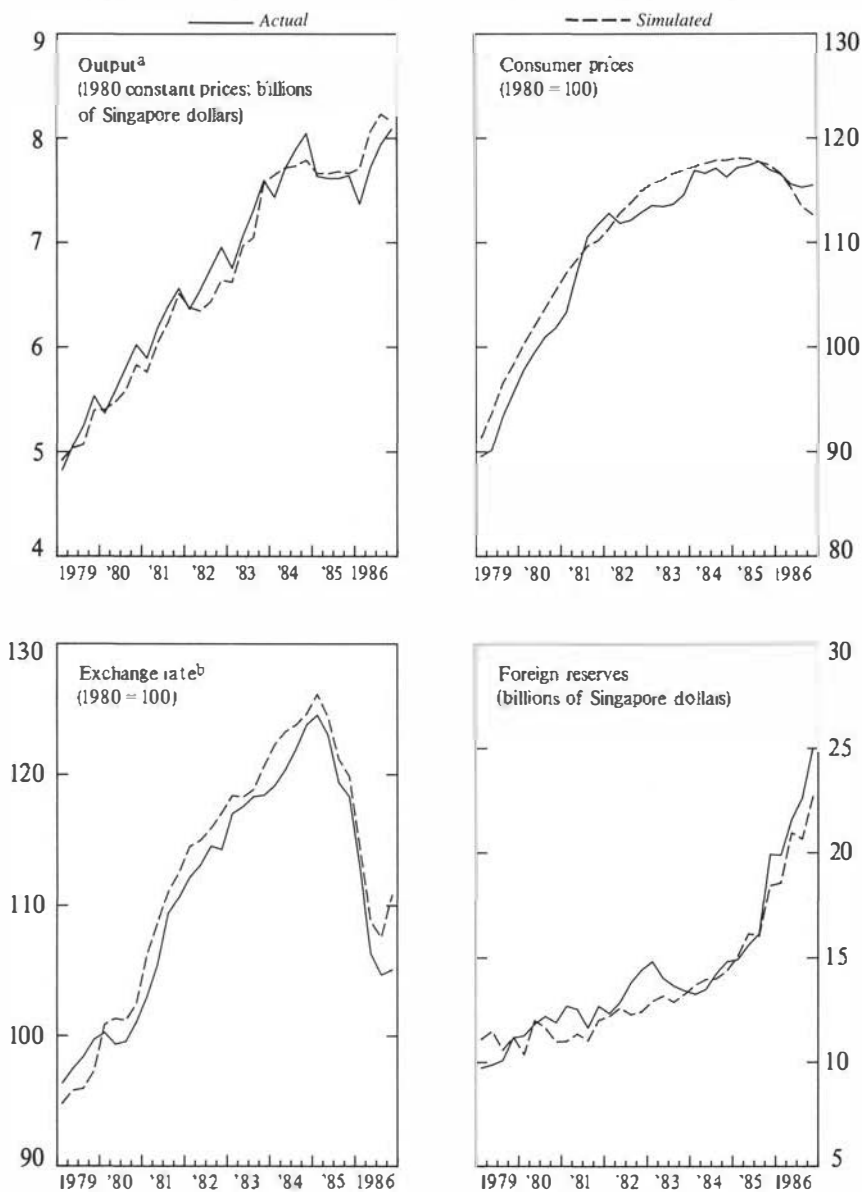 Actual
Simulated
9
8
7
6
5
4
Outputᵃ
(1980 constant prices; billions
of Singapore dollars)
1979 '80 '81 '82 '83 '84 '85 1986
130
120
110
100
90
80
Consumer prices
(1980 = 100)
1979 '80 '81 '82 '83 '84 '85 1986
130
120
110
100
90
Exchange rateᵇ
(1980 = 100)
1979 '80 '81 '82 '83 '84 '85 1986
30
25
20
15
10
5
Foreign reserves
(billions of Singapore dollars)
1979 '80 '81 '82 '83 '84 '85 1986